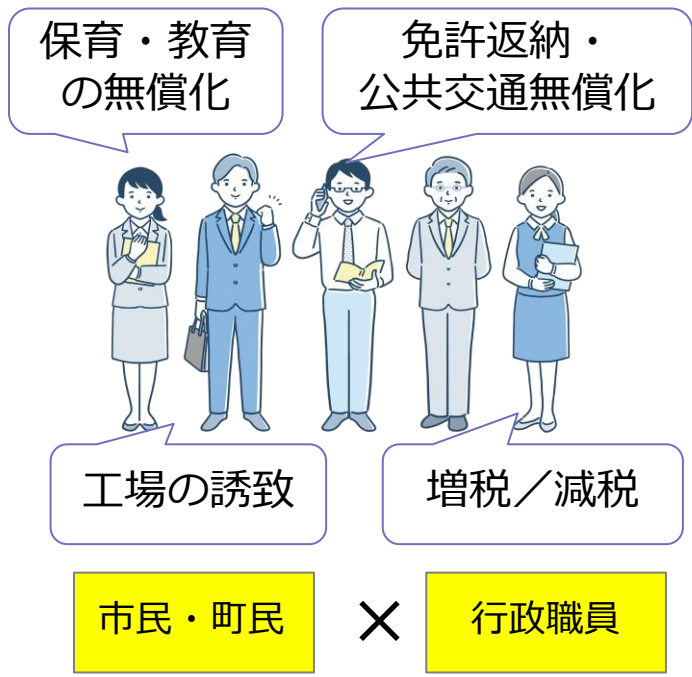 保育・教育
の無償化
免許返納・
公共交通無償化
工場の誘致
増税／減税
市民・町民 × 行政職員